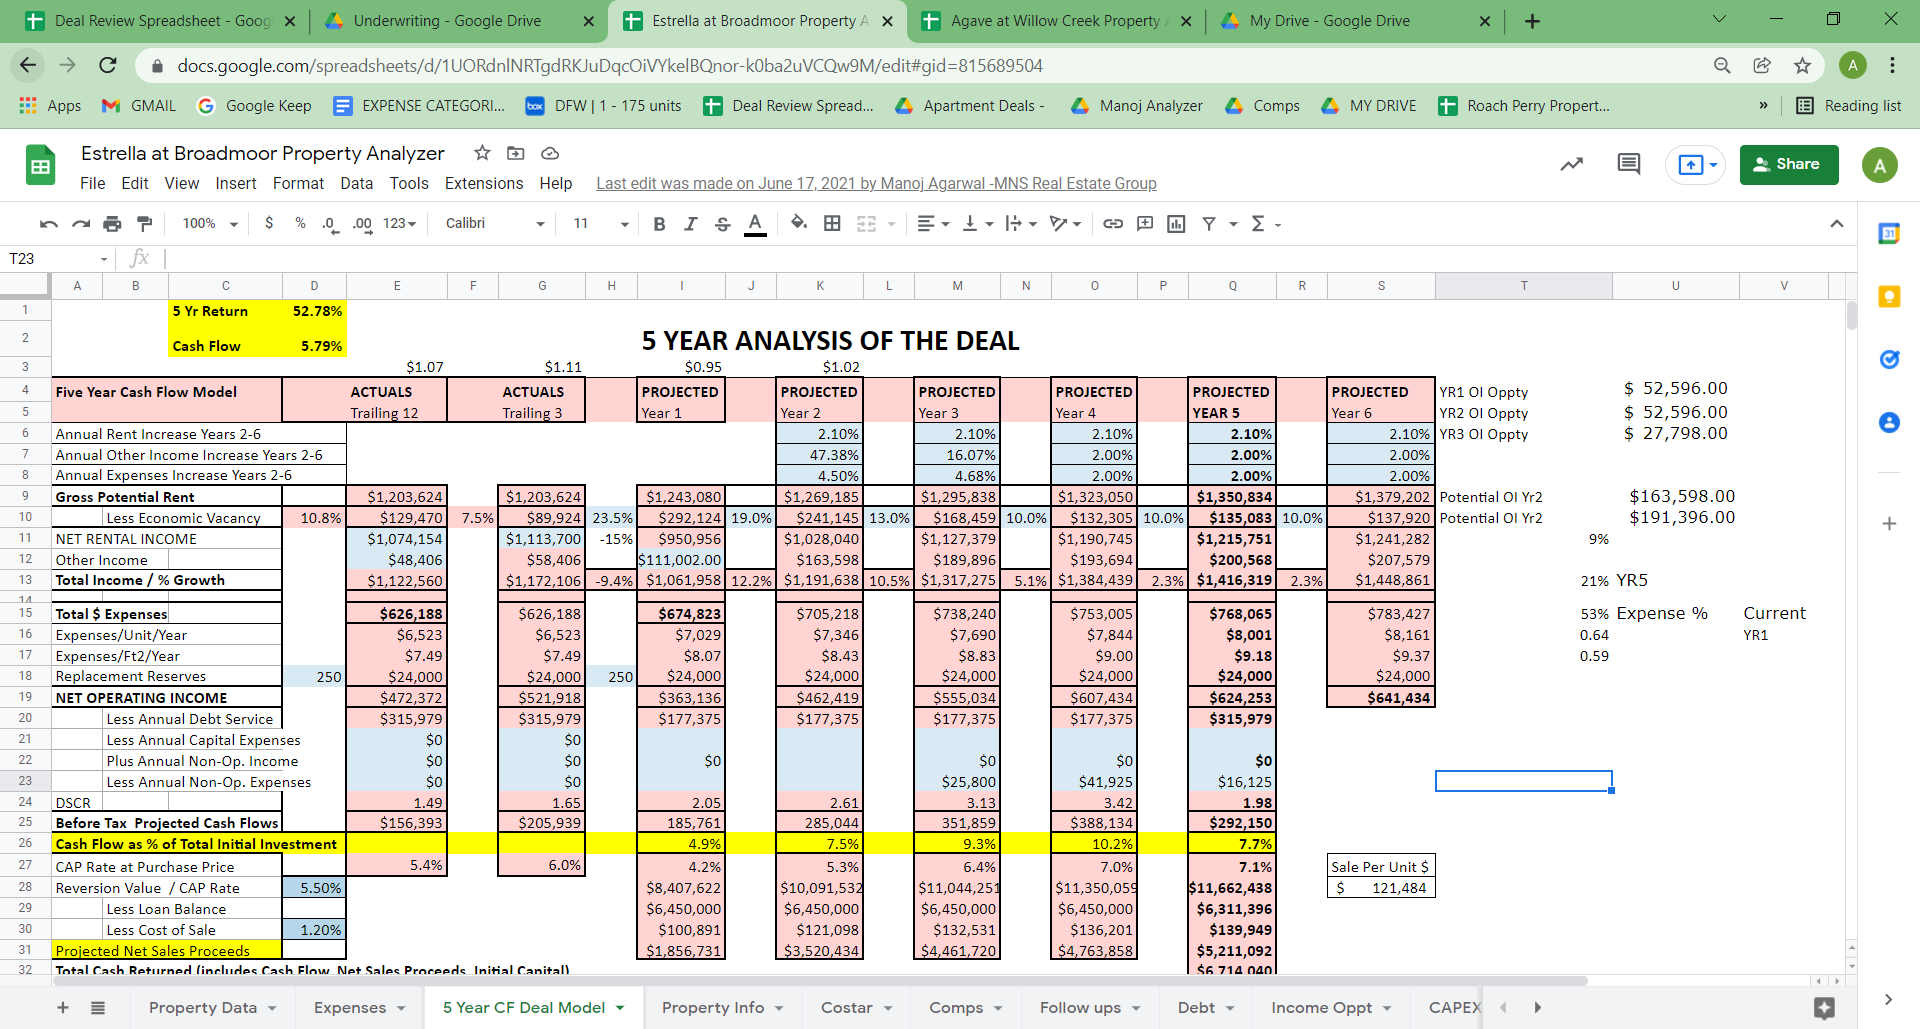 Deal Review Spreadsheet - Goog Underwriting - Google Drive Estrella at Broadmoor Property A Agave at Willow Creek Property A My Drive - Google Drive
docs.google.com/spreadsheets/d/1UORdnINRTgdRKJuDqcOiVYkelBQnor-k0ba2uVCQw9M/edit#gid=815689504 A
Apps GMAIL Google Keep EXPENSE CATEGORI... box DFW | 1 - 175 units Deal Review Spread... Apartment Deals - Manoj Analyzer Comps MY DRIVE Roach Perry Propert... » Reading list
Estrella at Broadmoor Property Analyzer
Share A
File Edit View Insert Format Data Tools Extensions Help Last edit was made on June 17, 2021 by Manoj Agarwal -MNS Real Estate Group
100% $ % .0 .00 123 Calibri 11 B I S A Σ
31
T23 fx
A B C D E F G H I J K L M N O P Q R S T U V
1 5 Yr Return 52.78%
2 Cash Flow 5.79% 5 YEAR ANALYSIS OF THE DEAL
3 $1.07 $1.11 $0.95 $1.02
4 Five Year Cash Flow Model ACTUALS ACTUALS PROJECTED PROJECTED PROJECTED PROJECTED PROJECTED PROJECTED YR1 OI Oppty $ 52,596.00
5 Trailing 12 Trailing 3 Year 1 Year 2 Year 3 Year 4 YEAR 5 Year 6 YR2 OI Oppty $ 52,596.00
6 Annual Rent Increase Years 2-6 2.10% 2.10% 2.10% 2.10% 2.10% YR3 OI Oppty $ 27,798.00
7 Annual Other Income Increase Years 2-6 47.38% 16.07% 2.00% 2.00% 2.00%
8 Annual Expenses Increase Years 2-6 4.50% 4.68% 2.00% 2.00% 2.00%
9 Gross Potential Rent $1,203,624 $1,203,624 $1,243,080 $1,269,185 $1,295,838 $1,323,050 $1,350,834 $1,379,202 Potential OI Yr2 $163,598.00
10 Less Economic Vacancy 10.8% $129,470 7.5% $89,924 23.5% $292,124 19.0% $241,145 13.0% $168,459 10.0% $132,305 10.0% $135,083 10.0% $137,920 Potential OI Yr2 $191,396.00
11 NET RENTAL INCOME $1,074,154 $1,113,700 -15% $950,956 $1,028,040 $1,127,379 $1,190,745 $1,215,751 $1,241,282 9%
12 Other Income $48,406 $58,406 $111,002.00 $163,598 $189,896 $193,694 $200,568 $207,579
13 Total Income / % Growth $1,122,560 $1,172,106 -9.4% $1,061,958 12.2% $1,191,638 10.5% $1,317,275 5.1% $1,384,439 2.3% $1,416,319 2.3% $1,448,861 21% YR5
14
15 Total $ Expenses $626,188 $626,188 $674,823 $705,218 $738,240 $753,005 $768,065 $783,427 53% Expense % Current
16 Expenses/Unit/Year $6,523 $6,523 $7,029 $7,346 $7,690 $7,844 $8,001 $8,161 0.64 YR1
17 Expenses/Ft2/Year $7.49 $7.49 $8.07 $8.43 $8.83 $9.00 $9.18 $9.37 0.59
18 Replacement Reserves 250 $24,000 $24,000 250 $24,000 $24,000 $24,000 $24,000 $24,000 $24,000
19 NET OPERATING INCOME $472,372 $521,918 $363,136 $462,419 $555,034 $607,434 $624,253 $641,434
20 Less Annual Debt Service $315,979 $315,979 $177,375 $177,375 $177,375 $177,375 $315,979
21 Less Annual Capital Expenses $0 $0
22 Plus Annual Non-Op. Income $0 $0 $0 $0 $0 $0
23 Less Annual Non-Op. Expenses $0 $0 $25,800 $41,925 $16,125
24 DSCR 1.49 1.65 2.05 2.61 3.13 3.42 1.98
25 Before Tax Projected Cash Flows $156,393 $205,939 185,761 285,044 351,859 $388,134 $292,150
26 Cash Flow as % of Total Initial Investment 4.9% 7.5% 9.3% 10.2% 7.7%
27 CAP Rate at Purchase Price 5.4% 6.0% 4.2% 5.3% 6.4% 7.0% 7.1% Sale Per Unit $
28 Reversion Value / CAP Rate 5.50% $8,407,622 $10,091,532 $11,044,251 $11,350,059 $11,662,438 $ 121,484
29 Less Loan Balance $6,450,000 $6,450,000 $6,450,000 $6,450,000 $6,311,396
30 Less Cost of Sale 1.20% $100,891 $121,098 $132,531 $136,201 $139,949
31 Projected Net Sales Proceeds $1,856,731 $3,520,434 $4,461,720 $4,763,858 $5,211,092
32 Total Cash Returned (includes Cash Flow, Net Sales Proceeds, Initial Capital) $6,714,040
Property Data Expenses 5 Year CF Deal Model Property Info Costar Comps Follow ups Debt Income Oppt CAPEX